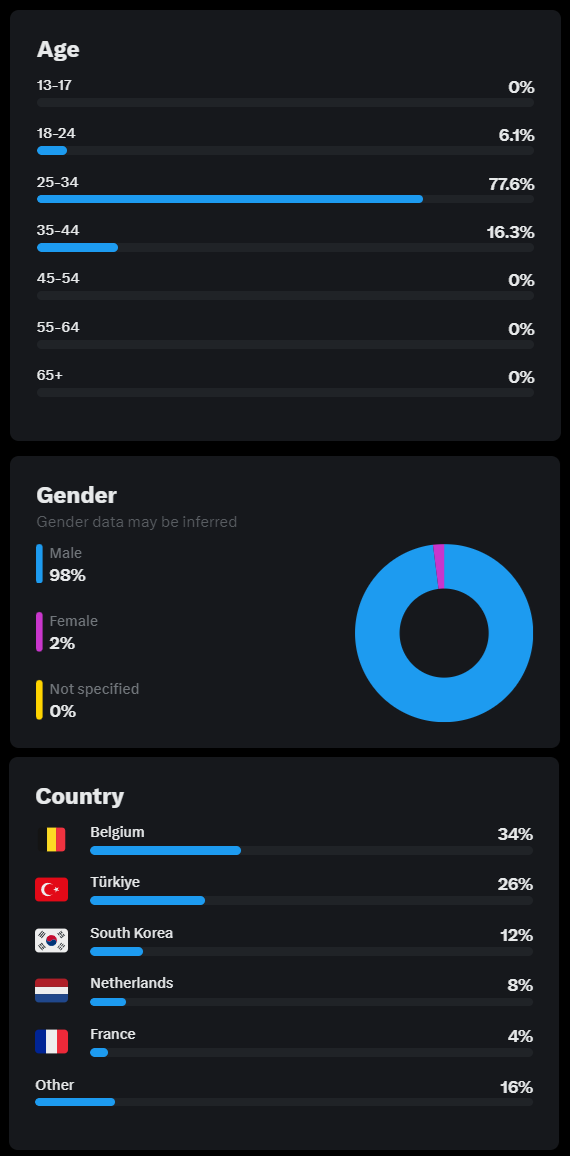 Age
13-17
0%
18-24
6.1%
25-34
77.6%
35-44
16.3%
45-54
0%
55-64
0%
65+
0%
Gender
Gender data may be inferred
Male
98%
Female
2%
Not specified
0%
Country
Belgium
34%
Türkiye
26%
South Korea
12%
Netherlands
8%
France
4%
Other
16%